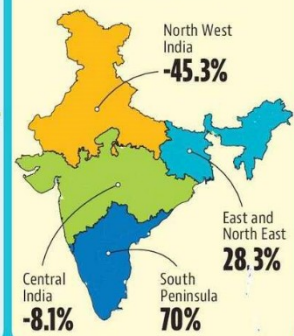 North West
India
-45.3%
East and
North East
28.3%
Central
India
-8.1%
South
Peninsula
70%